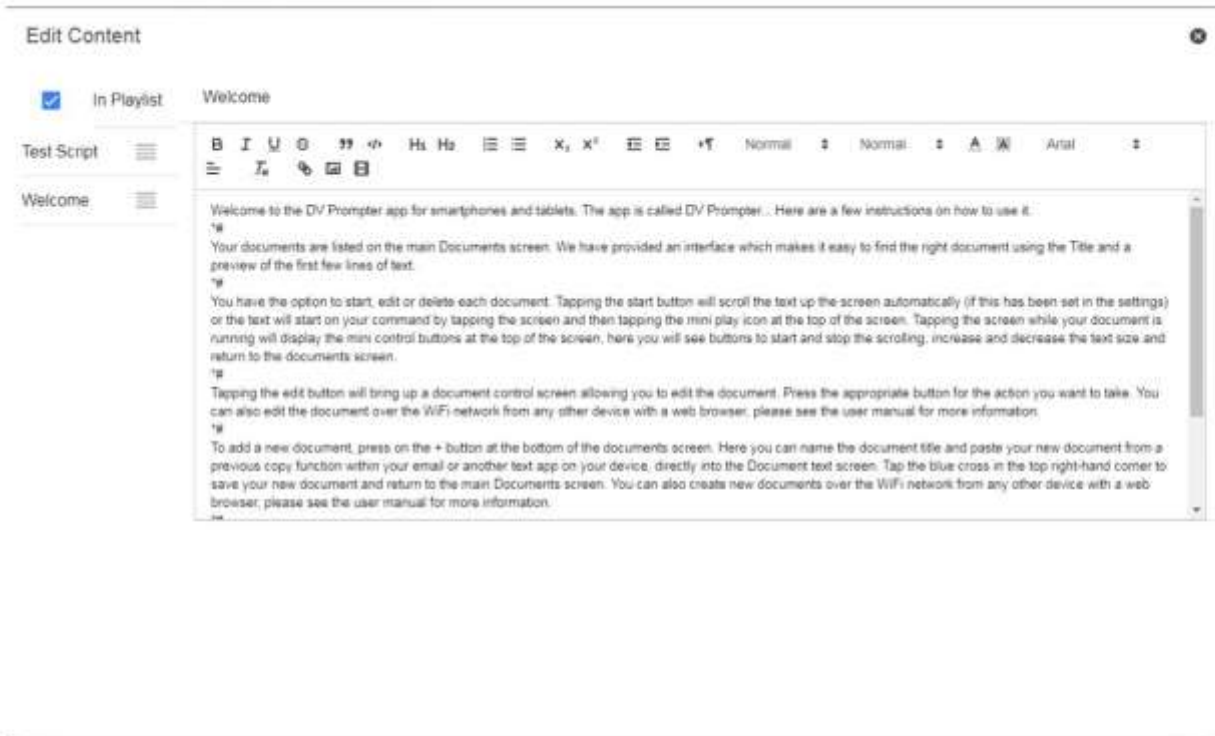 Edit Content
In Playlist
Welcome
Test Script
Welcome
B I U S ” </> H1 H2 X₂ X² Normal Normal A A Arial
Tx
Welcome to the DV Prompter app for smartphones and tablets. The app is called DV Prompter... Here are a few instructions on how to use it.
*#
Your documents are listed on the main Documents screen. We have provided an interface which makes it easy to find the right document using the Title and a
preview of the first few lines of text.
*#
You have the option to start, edit or delete each document. Tapping the start button will scroll the text up the screen automatically (if this has been set in the settings)
or the text will start on your command by tapping the screen and then tapping the mini play icon at the top of the screen. Tapping the screen while your document is
running will display the mini control buttons at the top of the screen, here you will see buttons to start and stop the scrolling, increase and decrease the text size and
return to the documents screen.
*#
Tapping the edit button will bring up a document control screen allowing you to edit the document. Press the appropriate button for the action you want to take. You
can also edit the document over the WiFi network from any other device with a web browser, please see the user manual for more information.
*#
To add a new document, press on the + button at the bottom of the documents screen. Here you can name the document title and paste your new document from a
previous copy function within your email or another text app on your device, directly into the Document text screen. Tap the blue cross in the top right-hand corner to
save your new document and return to the main Documents screen. You can also create new documents over the WiFi network from any other device with a web
browser, please see the user manual for more information.